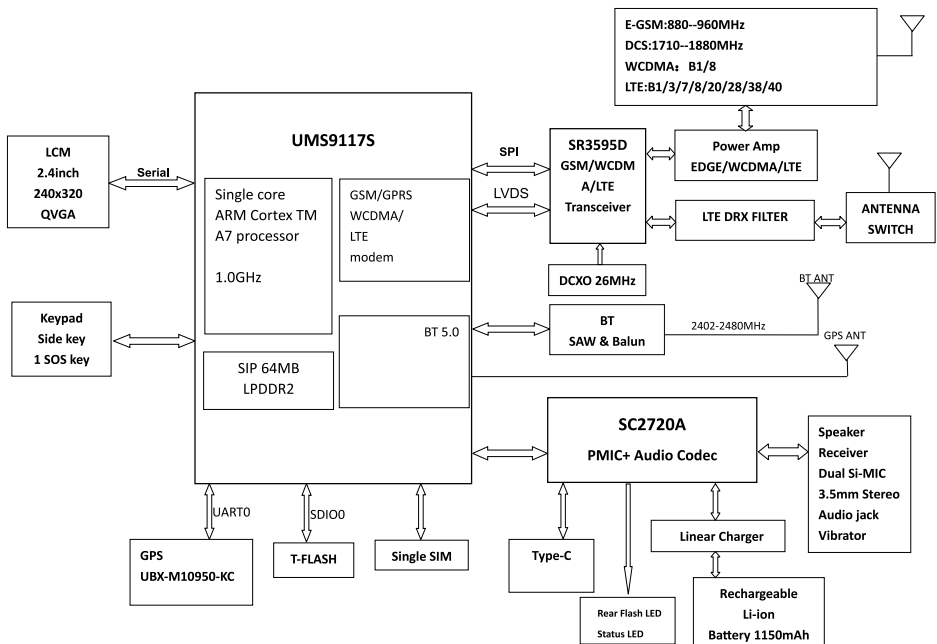 E-GSM:880--960MHz
DCS:1710--1880MHz
WCDMA： B1/8
LTE:B1/3/7/8/20/28/38/40
UMS9117S
LCM
2.4inch
240x320
QVGA
Serial
SPI
LVDS
SR3595D
GSM/WCDM
A/LTE
Transceiver
Power Amp
EDGE/WCDMA/LTE
LTE DRX FILTER
ANTENNA
SWITCH
Single core
ARM Cortex TM
A7 processor
1.0GHz
GSM/GPRS
WCDMA/
LTE
modem
DCXO 26MHz
BT ANT
Keypad
Side key
1 SOS key
BT 5.0
BT
SAW & Balun
2402-2480MHz
GPS ANT
SIP 64MB
LPDDR2
SC2720A
PMIC+ Audio Codec
Speaker
Receiver
Dual Si-MIC
3.5mm Stereo
Audio jack
Vibrator
UART0
SDIO0
GPS
UBX-M10950-KC
T-FLASH
Single SIM
Type-C
Linear Charger
Rear Flash LED
Status LED
Rechargeable
Li-ion
Battery 1150mAh